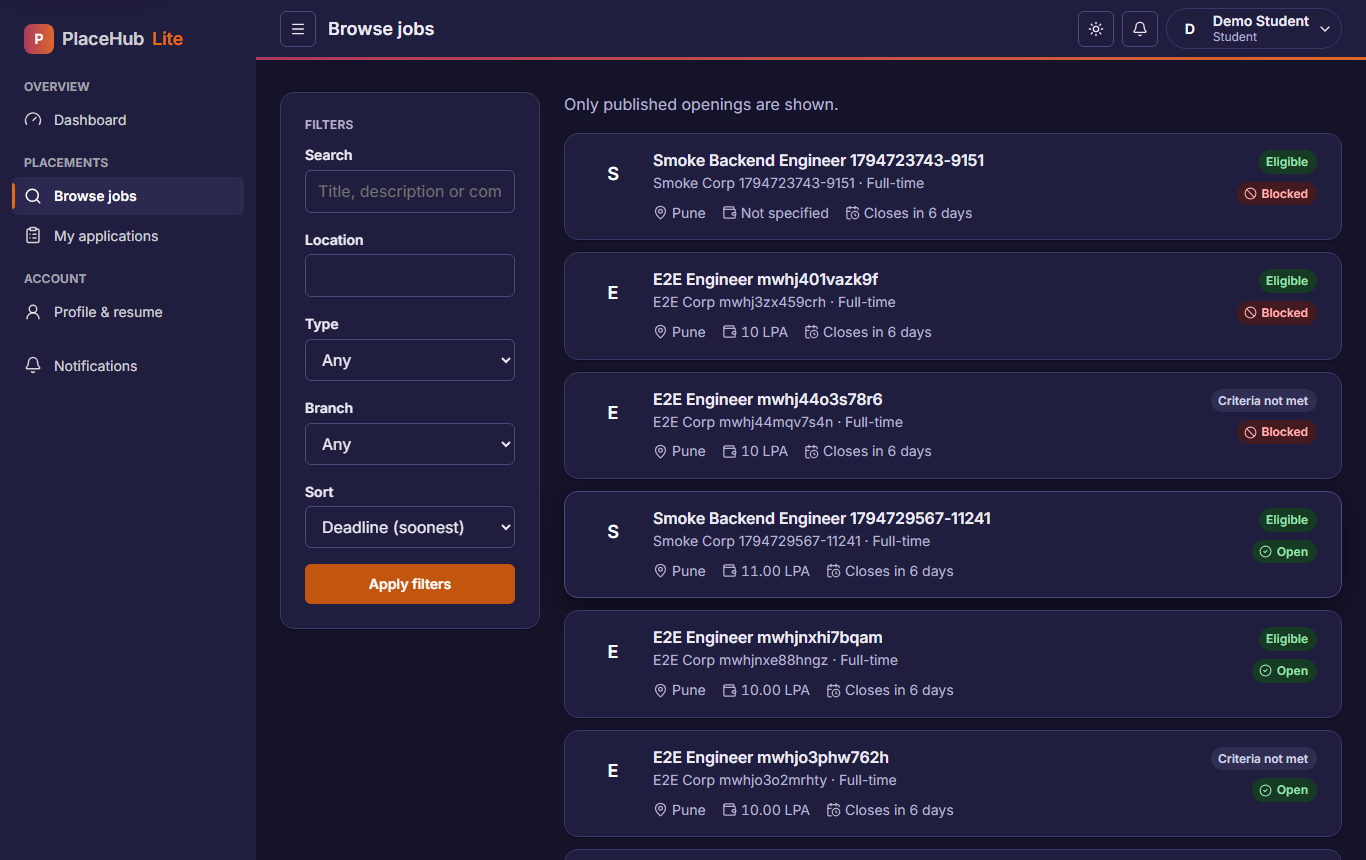 P PlaceHub Lite
OVERVIEW
Dashboard
PLACEMENTS
Browse jobs
My applications
ACCOUNT
Profile & resume
Notifications
Browse jobs
D
Demo Student
Student
FILTERS
Search
Title, description or com
Location
Type
Any
Branch
Any
Sort
Deadline (soonest)
Apply filters
Only published openings are shown.
S
Smoke Backend Engineer 1794723743-9151
Smoke Corp 1794723743-9151 · Full-time
Pune Not specified Closes in 6 days
Eligible
Blocked
E
E2E Engineer mwhj401vazk9f
E2E Corp mwhj3zx459crh · Full-time
Pune 10 LPA Closes in 6 days
Eligible
Blocked
E
E2E Engineer mwhj44o3s78r6
E2E Corp mwhj44mqv7s4n · Full-time
Pune 10 LPA Closes in 6 days
Criteria not met
Blocked
S
Smoke Backend Engineer 1794729567-11241
Smoke Corp 1794729567-11241 · Full-time
Pune 11.00 LPA Closes in 6 days
Eligible
Open
E
E2E Engineer mwhjnxhi7bqam
E2E Corp mwhjnxe88hngz · Full-time
Pune 10.00 LPA Closes in 6 days
Eligible
Open
E
E2E Engineer mwhjo3phw762h
E2E Corp mwhjo3o2mrhty · Full-time
Pune 10.00 LPA Closes in 6 days
Criteria not met
Open